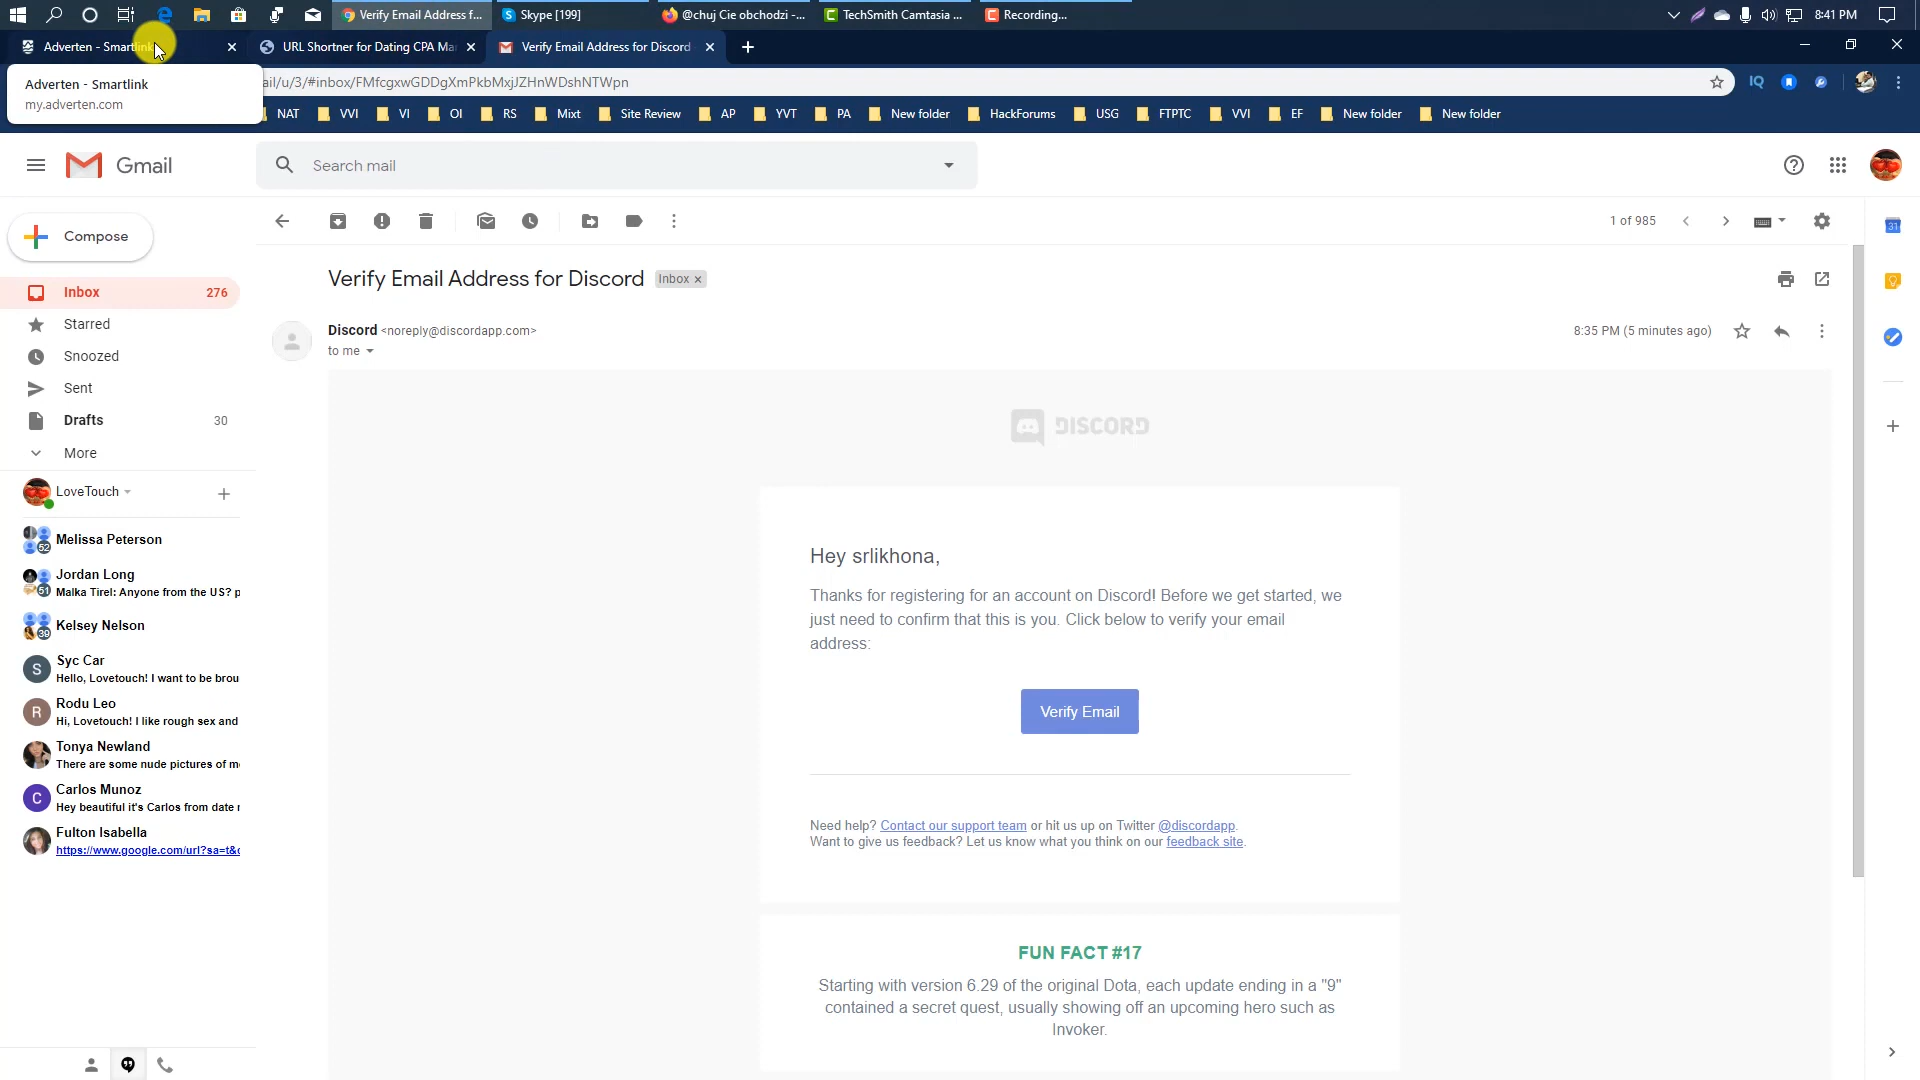 Verify Email Address f...
Skype [199]
@chuj Cie obchodzi -...
TechSmith Camtasia ...
Recording...
8:41 PM
Adverten - Smartlink
URL Shortner for Dating CPA Mar
Verify Email Address for Discord
Adverten - Smartlink
my.adverten.com
ail/u/3/#inbox/FMfcgxwGDDgXmPkbMxjJZHnWDshNTWpn
IQ
NAT
VVI
VI
OI
RS
Mixt
Site Review
AP
YVT
PA
New folder
HackForums
USG
FTPTC
VVI
EF
New folder
New folder
Gmail
Search mail
Compose
1 of 985
31
Inbox
276
Starred
Snoozed
Sent
Drafts
30
More
Verify Email Address for Discord
Inbox
Discord <noreply@discordapp.com>
8:35 PM (5 minutes ago)
to me
DISCORD
LoveTouch
52
Melissa Peterson
51
Jordan Long
Malka Tirel: Anyone from the US? p
39
Kelsey Nelson
S
Syc Car
Hello, Lovetouch! I want to be brou
R
Rodu Leo
Hi, Lovetouch! I like rough sex and
Tonya Newland
There are some nude pictures of me
C
Carlos Munoz
Hey beautiful it's Carlos from date r
Fulton Isabella
https://www.google.com/url?sa=t&c
Hey srlikhona,
Thanks for registering for an account on Discord! Before we get started, we
just need to confirm that this is you. Click below to verify your email
address:
Verify Email
Need help? Contact our support team or hit us up on Twitter @discordapp.
Want to give us feedback? Let us know what you think on our feedback site.
FUN FACT #17
Starting with version 6.29 of the original Dota, each update ending in a "9"
contained a secret quest, usually showing off an upcoming hero such as
Invoker.